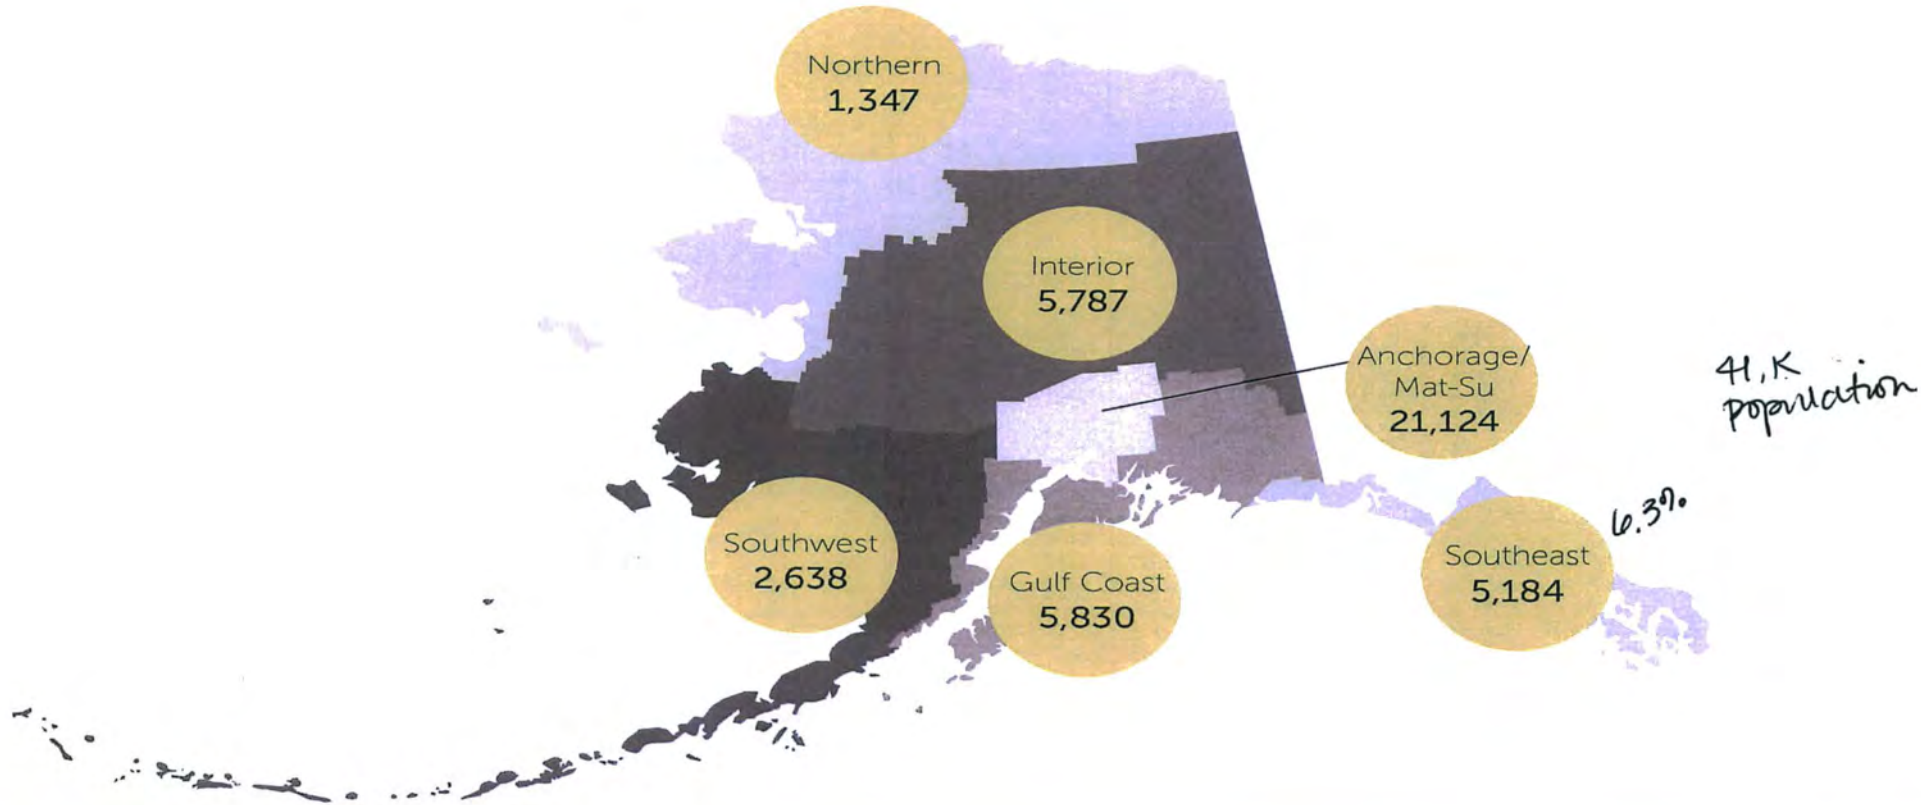 Northern
1,347
Interior
5,787
Anchorage/
Mat-Su
21,124
41,K
Population
6.3%
Southwest
2,638
Gulf Coast
5,830
Southeast
5,184